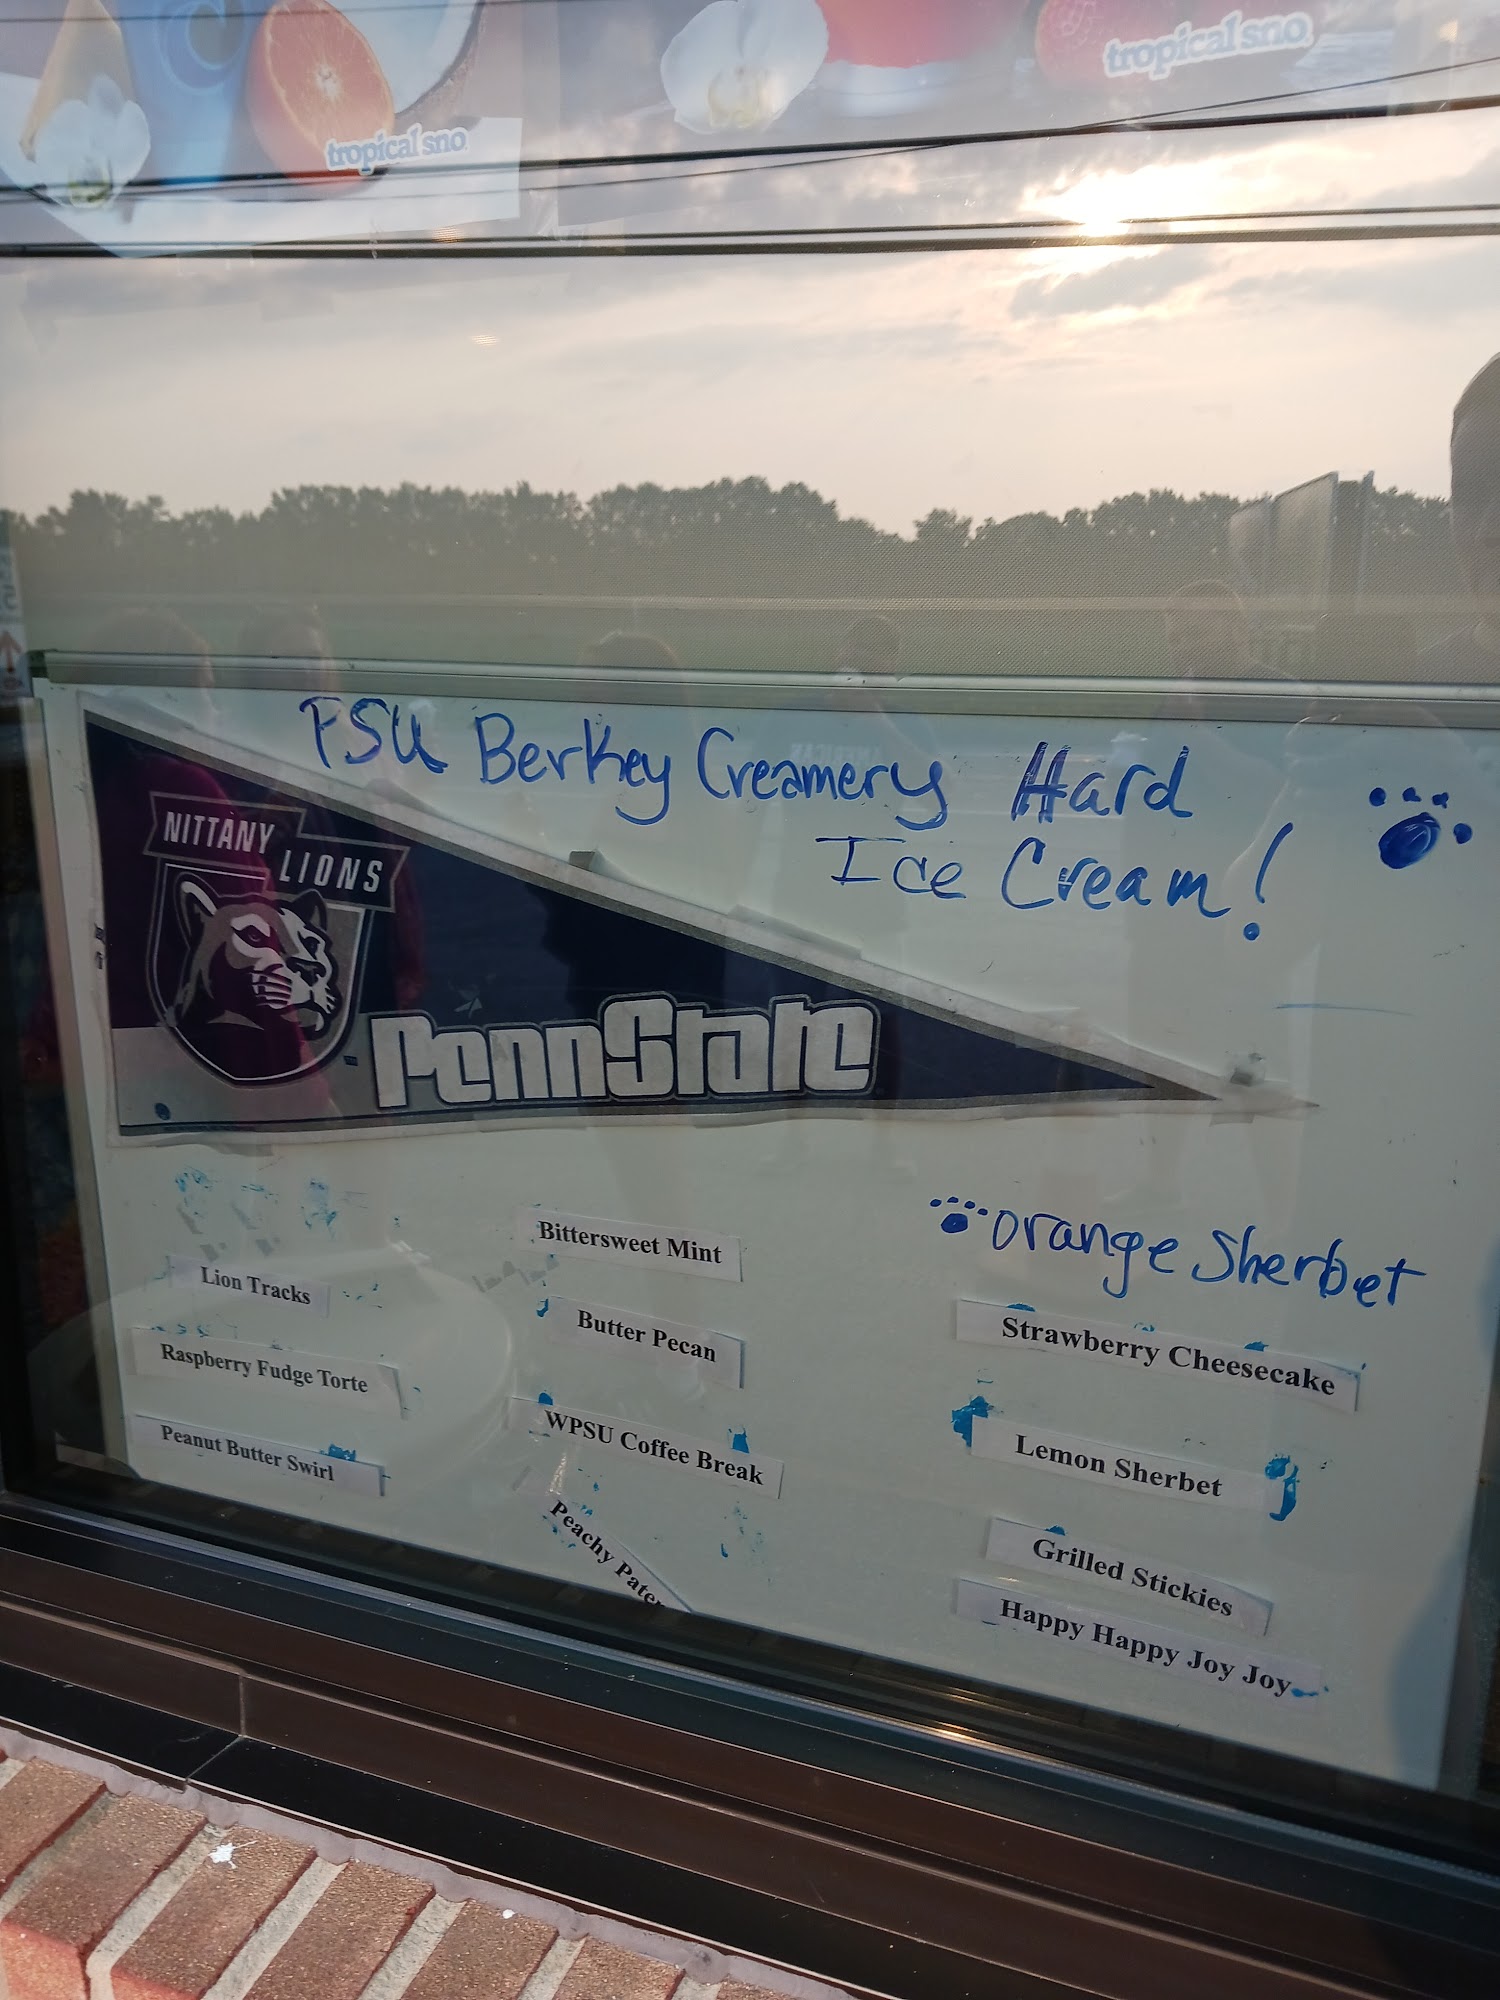 tropical sno
tropical sno
PSU Berkey Creamery Hard
Ice Cream!
NITTANY
LIONS
PennState
Lion Tracks
Raspberry Fudge Torte
Peanut Butter Swirl
Bittersweet Mint
Butter Pecan
WPSU Coffee Break
Peachy Pater
Orange Sherbet
Strawberry Cheesecake
Lemon Sherbet
Grilled Stickies
Happy Happy Joy Joy